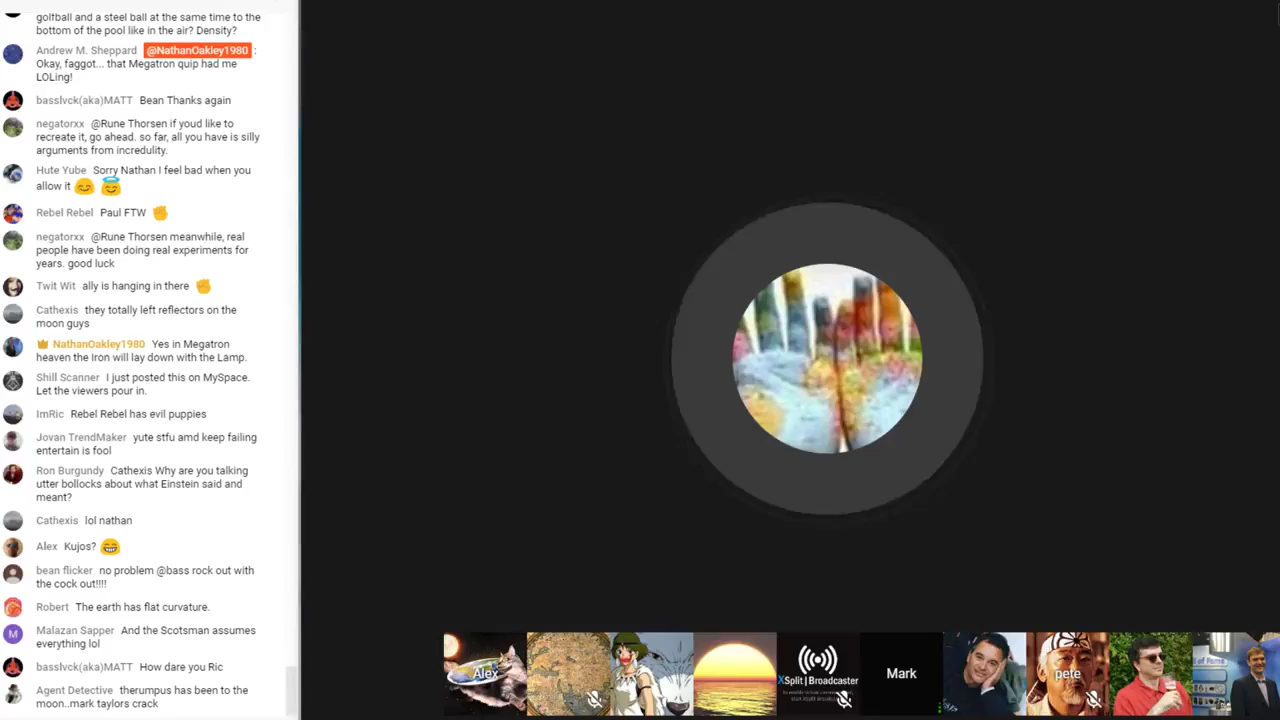 golfball and a steel ball at the same time to the
bottom of the pool like in the air? Density?
Andrew M. Sheppard @NathanOakley1980 :
Okay, faggot... that Megatron quip had me
LOLing!
basslvck(aka)MATT Bean Thanks again
negatorxx @Rune Thorsen if youd like to
recreate it, go ahead. so far, all you have is silly
arguments from incredulity.
Hute Yube Sorry Nathan I feel bad when you
allow it
Rebel Rebel Paul FTW
negatorxx @Rune Thorsen meanwhile, real
people have been doing real experiments for
years. good luck
Twit Wit ally is hanging in there
Cathexis they totally left reflectors on the
moon guys
NathanOakley1980 Yes in Megatron
heaven the Iron will lay down with the Lamp.
Shill Scanner I just posted this on MySpace.
Let the viewers pour in.
ImRic Rebel Rebel has evil puppies
Jovan TrendMaker yute stfu amd keep failing
entertain is fool
Ron Burgundy Cathexis Why are you talking
utter bollocks about what Einstein said and
meant?
Cathexis lol nathan
Alex Kujos?
bean flicker no problem @bass rock out with
the cock out!!!!
Robert The earth has flat curvature.
M
Malazan Sapper And the Scotsman assumes
everything lol
basslvck(aka)MATT How dare you Ric
Agent Detective therumpus has been to the
moon..mark taylors crack
Alex
XSplit|Broadcaster
Mark
pete